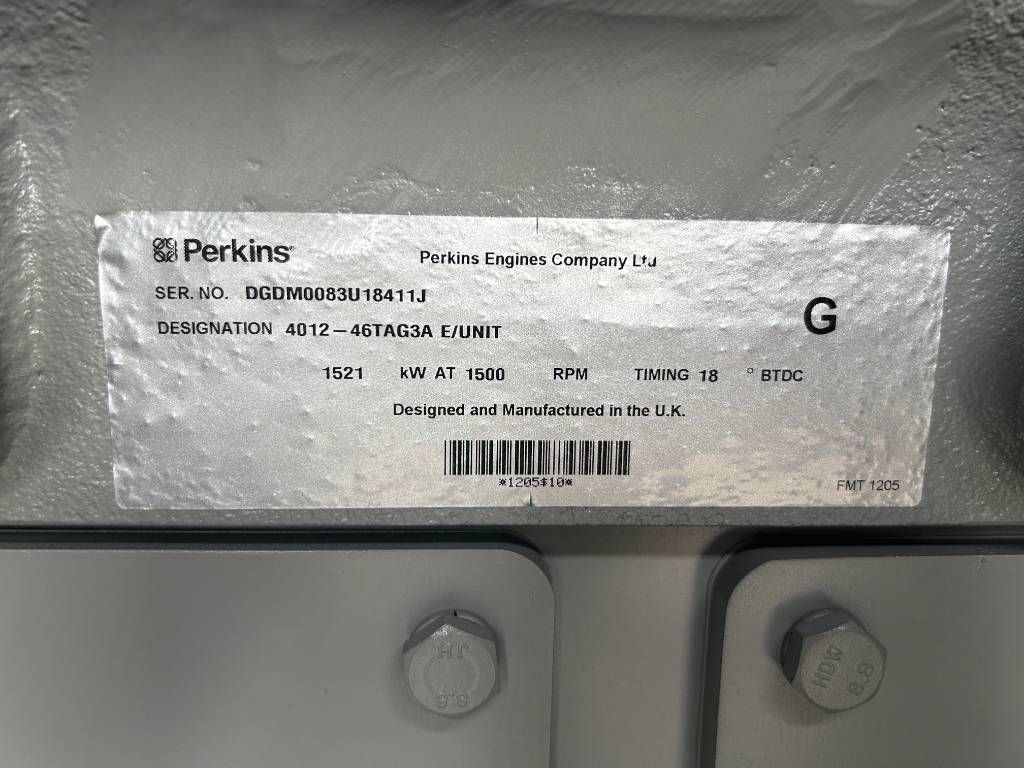 Perkins
Perkins Engines Company Ltd
SER. NO. DGDM0083U18411J
DESIGNATION 4012-46TAG3A E/UNIT
G
1521 kW AT 1500 RPM TIMING 18 ° BTDC
Designed and Manufactured in the U.K.
*1205$10*
FMT 1205
JH
8.8
HDW
8.8